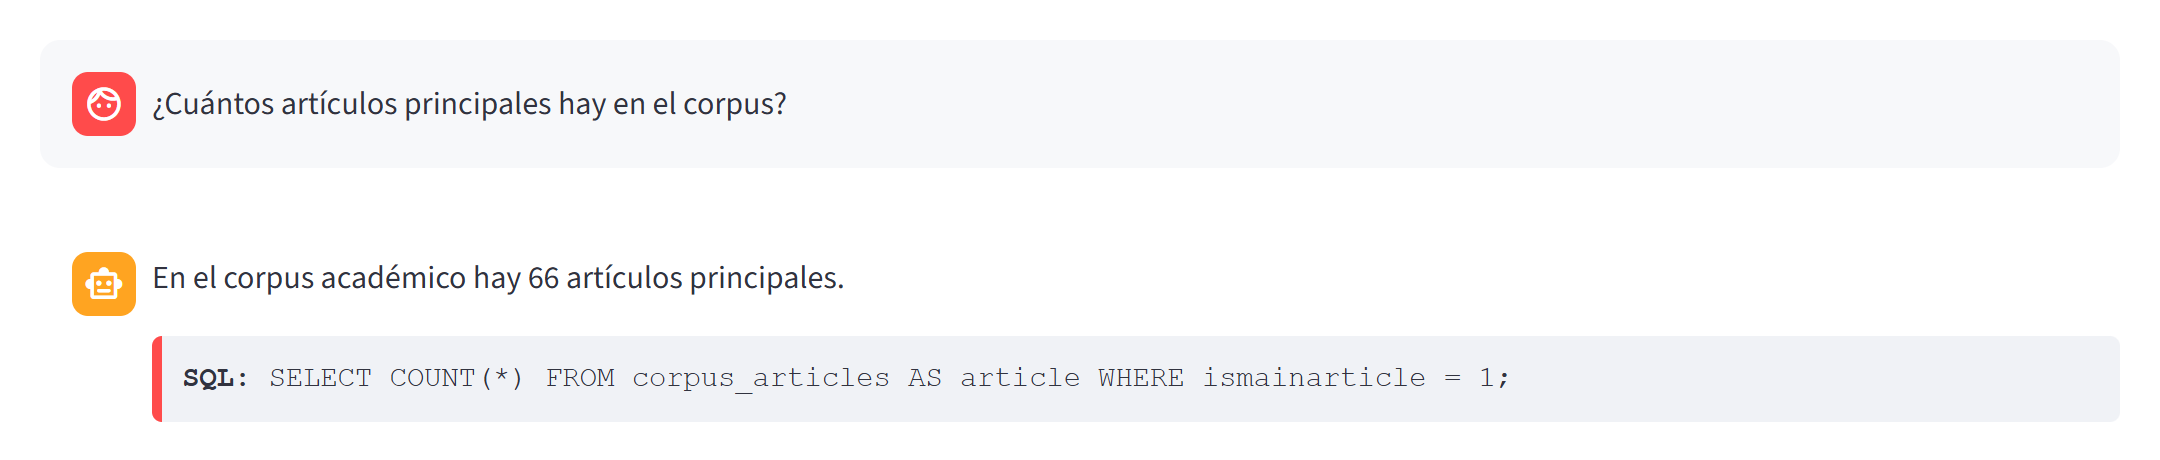 ¿Cuántos artículos principales hay en el corpus?
En el corpus académico hay 66 artículos principales.
SQL: SELECT COUNT(*) FROM corpus_articles AS article WHERE ismainarticle = 1;